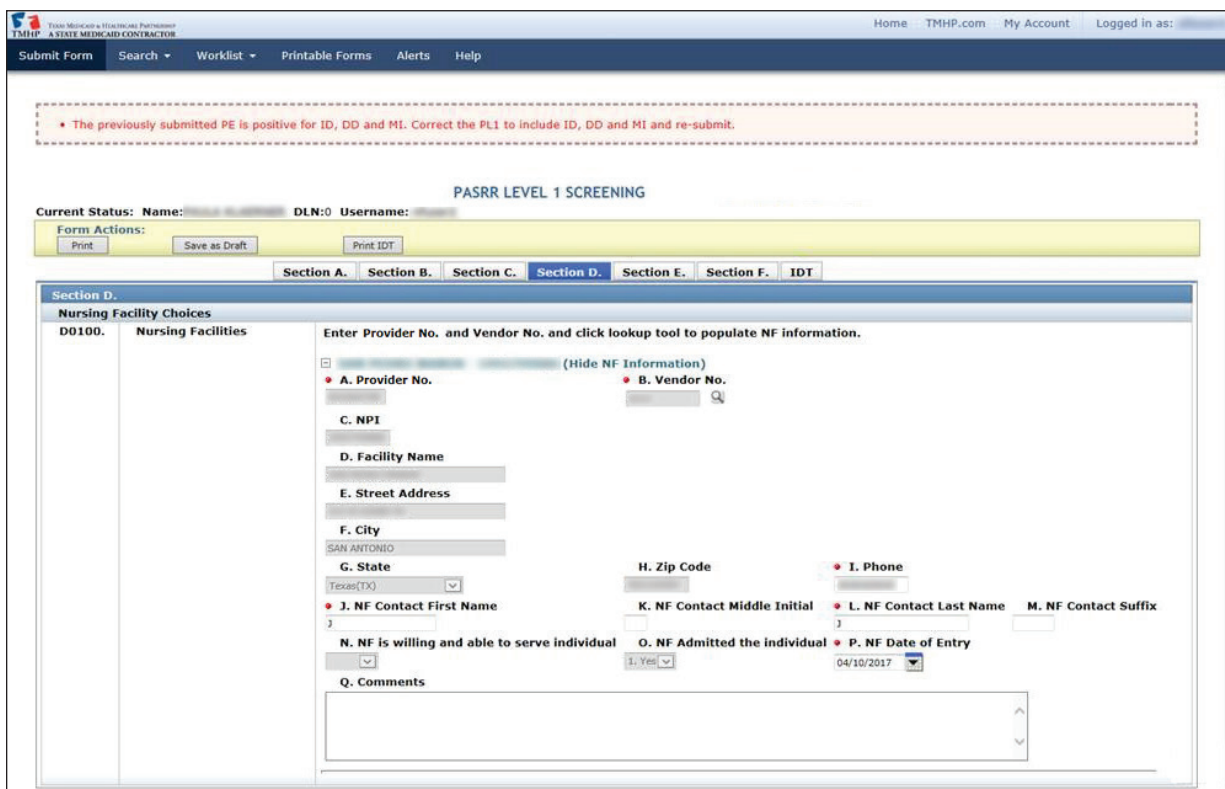 TEXAS MEDICAID & HEALTHCARE PARTNERSHIP
TMHP A STATE MEDICAID CONTRACTOR
Home TMHP.com My Account Logged in as:
Submit Form Search Worklist Printable Forms Alerts Help
• The previously submitted PE is positive for ID, DD and MI. Correct the PL1 to include ID, DD and MI and re-submit.
PASRR LEVEL 1 SCREENING
Current Status: Name: DLN:0 Username:
Form Actions:
Print Save as Draft Print IDT
Section A. Section B. Section C. Section D. Section E. Section F. IDT
Section D.
Nursing Facility Choices
D0100. Nursing Facilities Enter Provider No. and Vendor No. and click lookup tool to populate NF information.
(Hide NF Information)
A. Provider No. B. Vendor No.
C. NPI
D. Facility Name
E. Street Address
F. City
SAN ANTONIO
G. State H. Zip Code I. Phone
Texas(TX)
J. NF Contact First Name K. NF Contact Middle Initial L. NF Contact Last Name M. NF Contact Suffix
J J
N. NF is willing and able to serve individual O. NF Admitted the individual P. NF Date of Entry
1. Yes 04/10/2017
Q. Comments